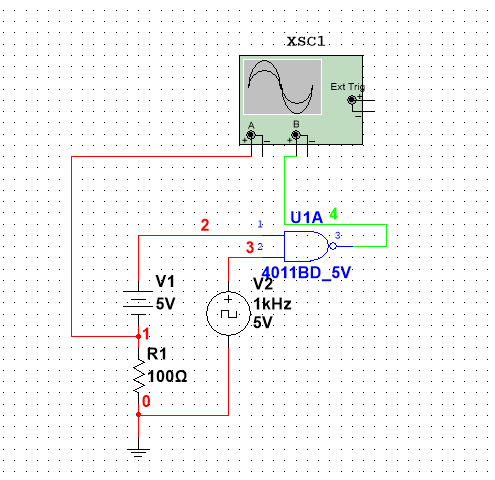 XSC1
Ext Trig
+
A
B
−
+
−
+
−
U1A
4
1
2
3
2
3
4011BD_5V
V1
5V
V2
1kHz
5V
1
R1
100Ω
0